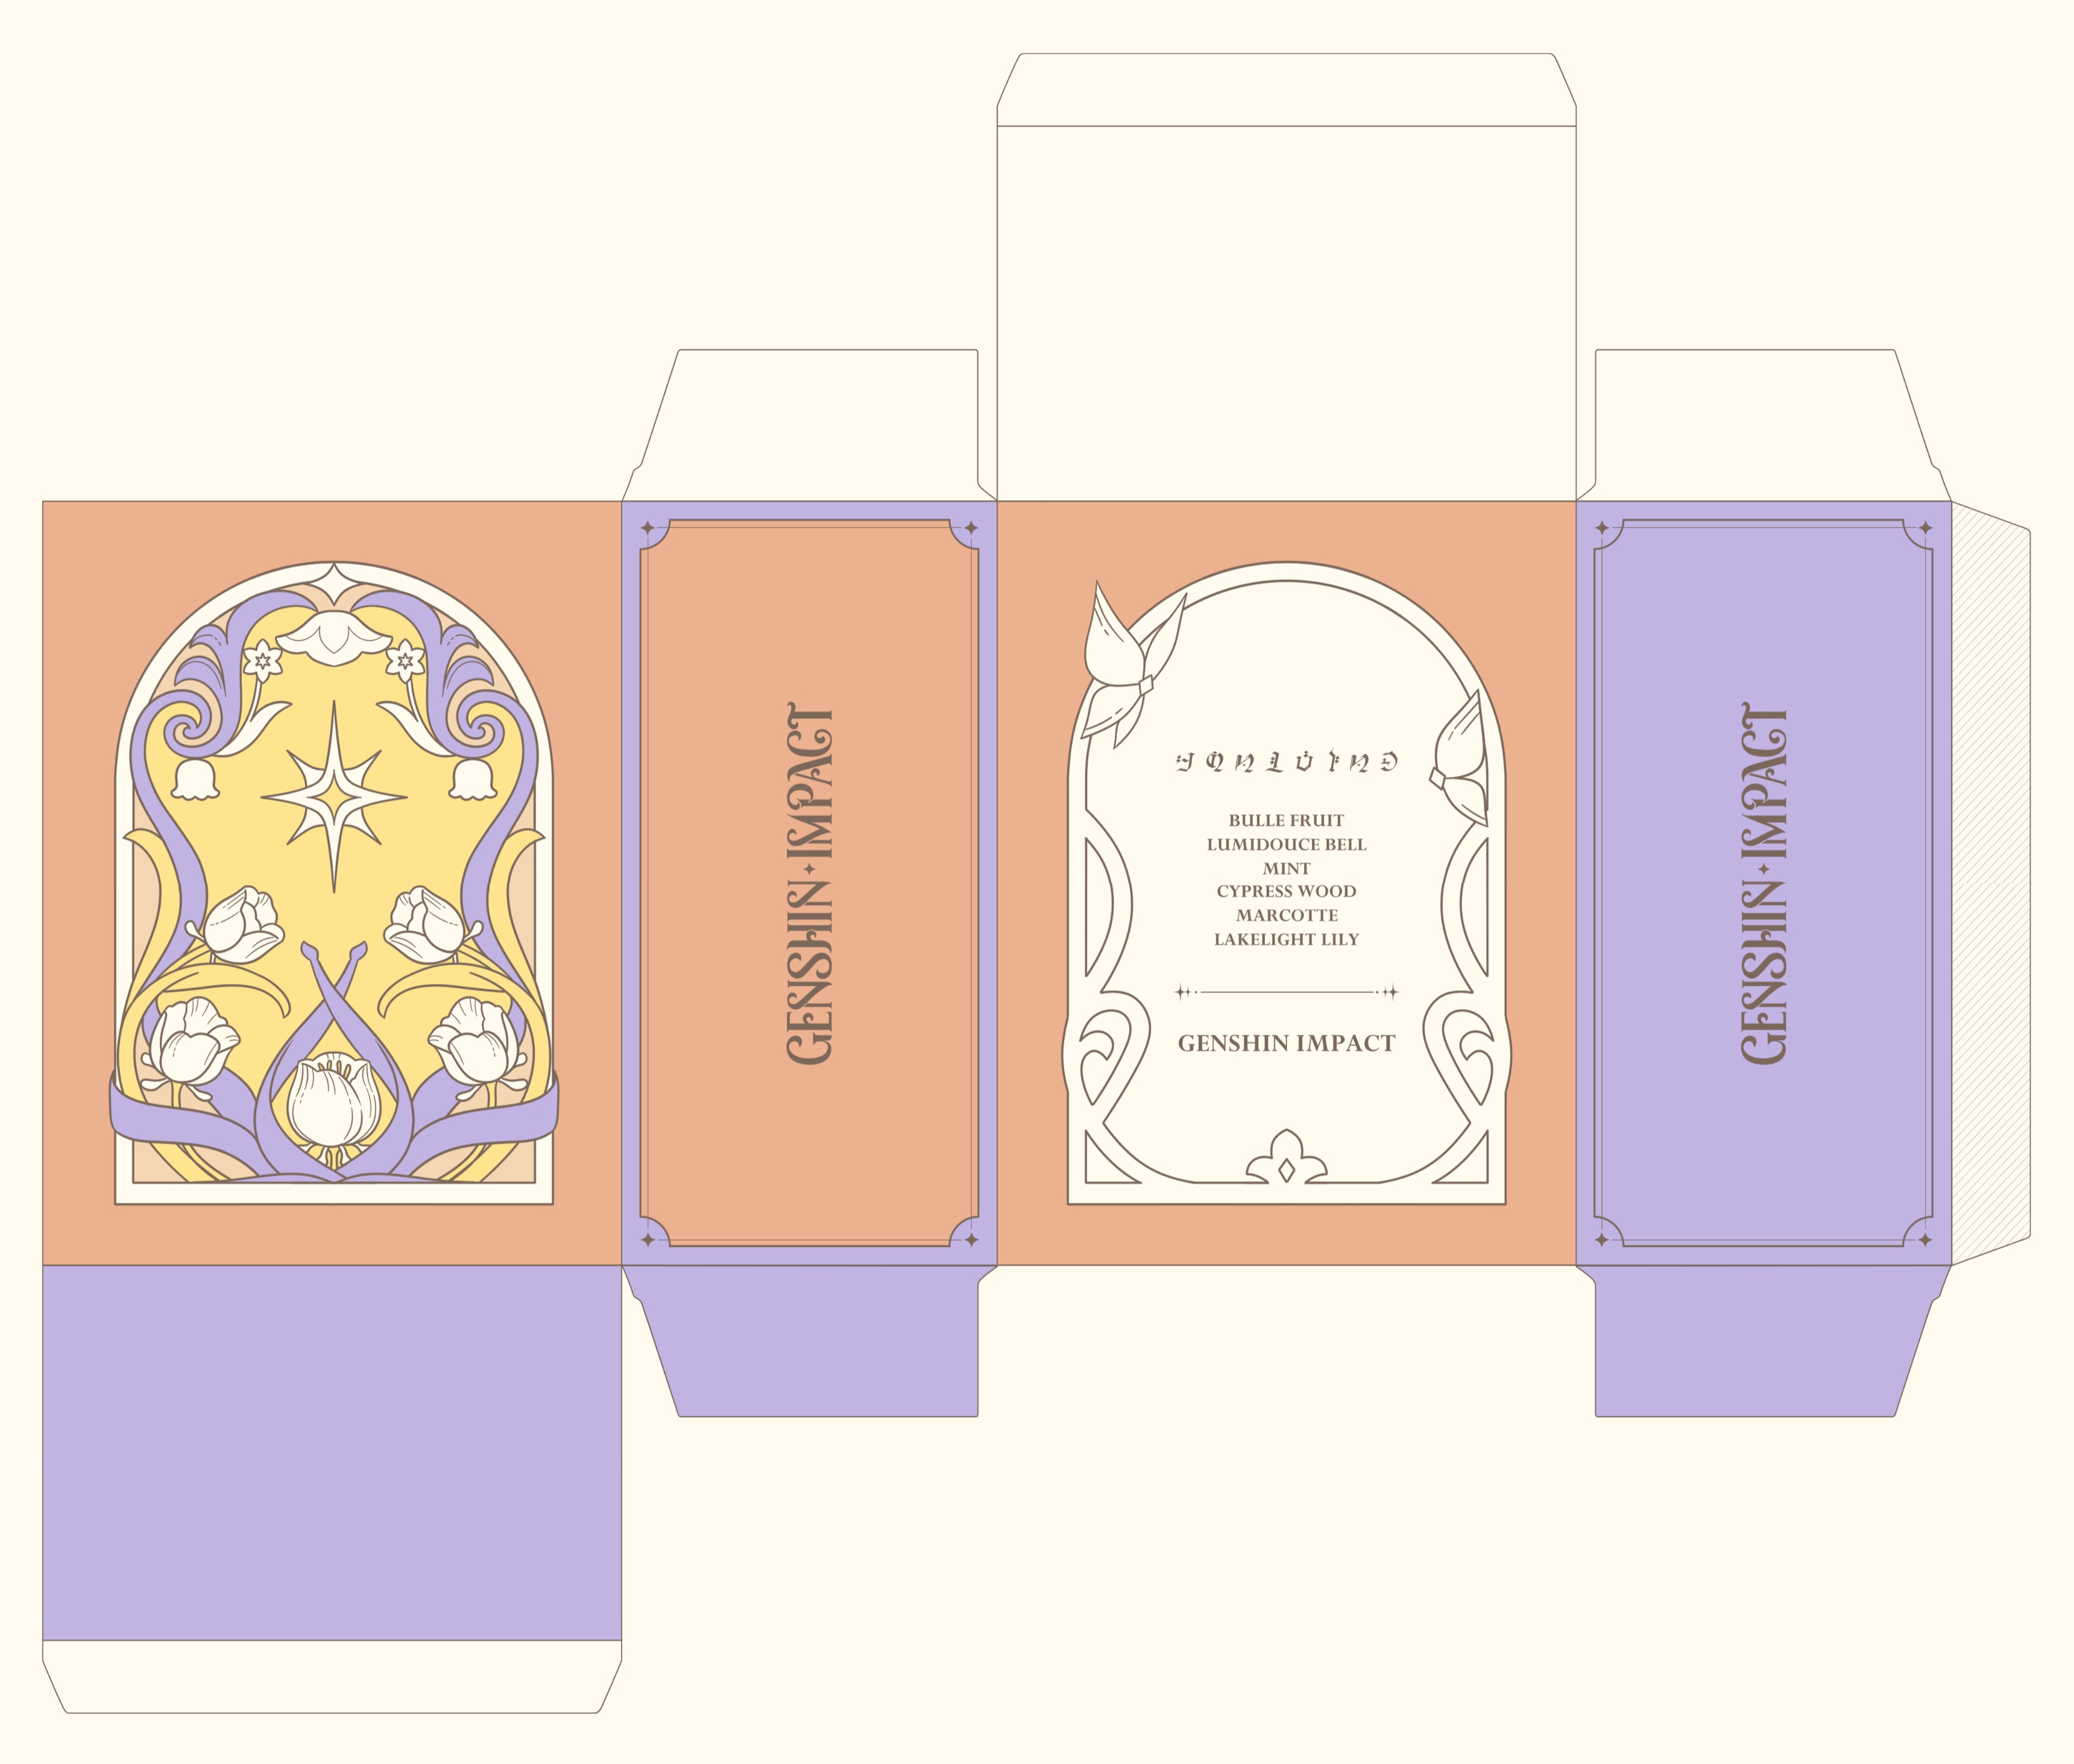 GENSHIN IMPACT
BULLE FRUIT
LUMIDOUCE BELL
MINT
CYPRESS WOOD
MARCOTTE
LAKELIGHT LILY
GENSHIN IMPACT
GENSHIN IMPACT